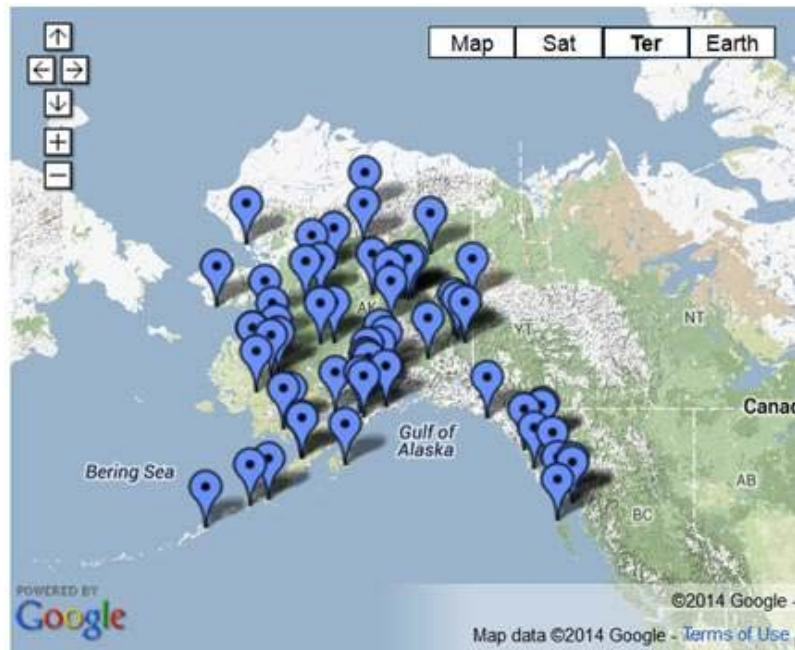 Map Sat Ter Earth
AK
YT
NT
Canad
Gulf of
Alaska
Bering Sea
AB
BC
POWERED BY
Google
©2014 Google -
Map data ©2014 Google - Terms of Use